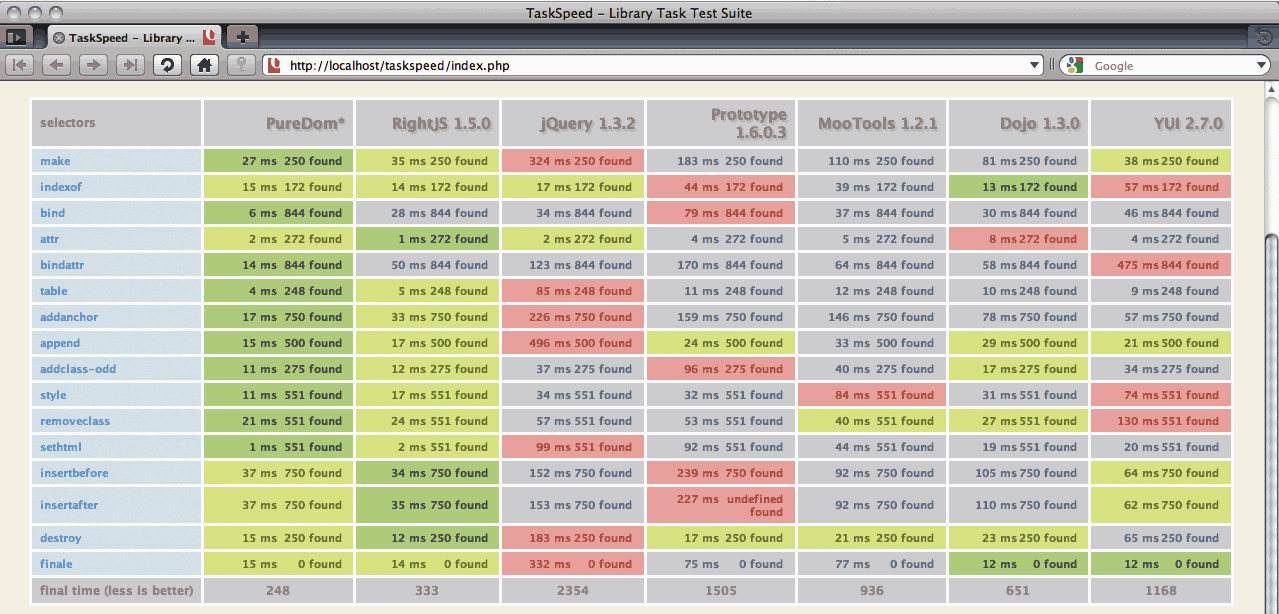 TaskSpeed – Library Task Test Suite
TaskSpeed – Library ...
http://localhost/taskspeed/index.php
Google
selectors PureDom* RightJS 1.5.0 jQuery 1.3.2 Prototype 1.6.0.3 MooTools 1.2.1 Dojo 1.3.0 YUI 2.7.0
make 27 ms 250 found 35 ms 250 found 324 ms 250 found 183 ms 250 found 110 ms 250 found 81 ms 250 found 38 ms 250 found
indexof 15 ms 172 found 14 ms 172 found 17 ms 172 found 44 ms 172 found 39 ms 172 found 13 ms 172 found 57 ms 172 found
bind 6 ms 844 found 28 ms 844 found 34 ms 844 found 79 ms 844 found 37 ms 844 found 30 ms 844 found 46 ms 844 found
attr 2 ms 272 found 1 ms 272 found 2 ms 272 found 4 ms 272 found 5 ms 272 found 8 ms 272 found 4 ms 272 found
bindattr 14 ms 844 found 50 ms 844 found 123 ms 844 found 170 ms 844 found 64 ms 844 found 58 ms 844 found 475 ms 844 found
table 4 ms 248 found 5 ms 248 found 85 ms 248 found 11 ms 248 found 12 ms 248 found 10 ms 248 found 9 ms 248 found
addanchor 17 ms 750 found 33 ms 750 found 226 ms 750 found 159 ms 750 found 146 ms 750 found 78 ms 750 found 57 ms 750 found
append 15 ms 500 found 17 ms 500 found 496 ms 500 found 24 ms 500 found 33 ms 500 found 29 ms 500 found 21 ms 500 found
addclass-odd 11 ms 275 found 12 ms 275 found 37 ms 275 found 96 ms 275 found 40 ms 275 found 17 ms 275 found 34 ms 275 found
style 11 ms 551 found 17 ms 551 found 34 ms 551 found 32 ms 551 found 84 ms 551 found 31 ms 551 found 74 ms 551 found
removeclass 21 ms 551 found 24 ms 551 found 57 ms 551 found 53 ms 551 found 40 ms 551 found 27 ms 551 found 130 ms 551 found
sethtml 1 ms 551 found 2 ms 551 found 99 ms 551 found 92 ms 551 found 44 ms 551 found 19 ms 551 found 20 ms 551 found
insertbefore 37 ms 750 found 34 ms 750 found 152 ms 750 found 239 ms 750 found 92 ms 750 found 105 ms 750 found 64 ms 750 found
insertafter 37 ms 750 found 35 ms 750 found 153 ms 750 found 227 ms undefined found 92 ms 750 found 110 ms 750 found 62 ms 750 found
destroy 15 ms 250 found 12 ms 250 found 183 ms 250 found 17 ms 250 found 21 ms 250 found 23 ms 250 found 65 ms 250 found
finale 15 ms 0 found 14 ms 0 found 332 ms 0 found 75 ms 0 found 77 ms 0 found 12 ms 0 found 12 ms 0 found
final time (less is better) 248 333 2354 1505 936 651 1168